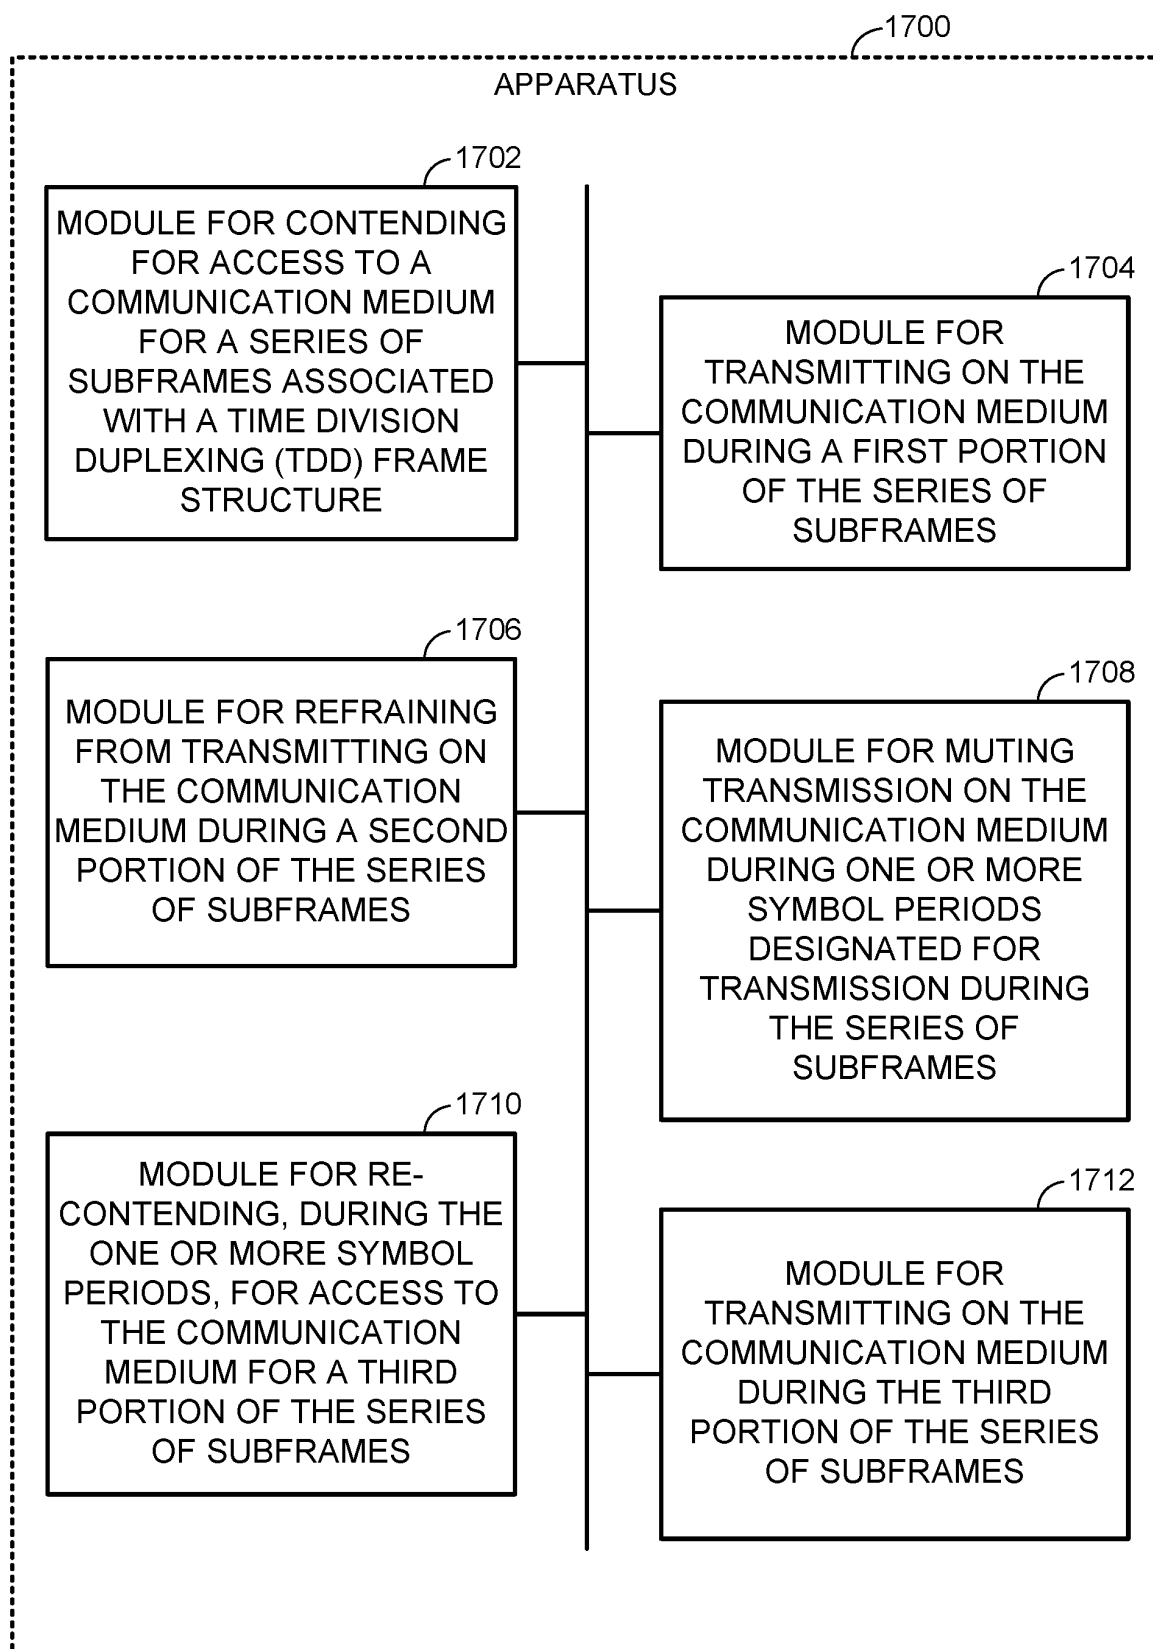 1700
APPARATUS
1702
MODULE FOR CONTENDING
FOR ACCESS TO A
COMMUNICATION MEDIUM
FOR A SERIES OF
SUBFRAMES ASSOCIATED
WITH A TIME DIVISION
DUPLEXING (TDD) FRAME
STRUCTURE
1704
MODULE FOR
TRANSMITTING ON THE
COMMUNICATION MEDIUM
DURING A FIRST PORTION
OF THE SERIES OF
SUBFRAMES
1706
MODULE FOR REFRAINING
FROM TRANSMITTING ON
THE COMMUNICATION
MEDIUM DURING A SECOND
PORTION OF THE SERIES
OF SUBFRAMES
1708
MODULE FOR MUTING
TRANSMISSION ON THE
COMMUNICATION MEDIUM
DURING ONE OR MORE
SYMBOL PERIODS
DESIGNATED FOR
TRANSMISSION DURING
THE SERIES OF
SUBFRAMES
1710
MODULE FOR RE-
CONTENDING, DURING THE
ONE OR MORE SYMBOL
PERIODS, FOR ACCESS TO
THE COMMUNICATION
MEDIUM FOR A THIRD
PORTION OF THE SERIES
OF SUBFRAMES
1712
MODULE FOR
TRANSMITTING ON THE
COMMUNICATION MEDIUM
DURING THE THIRD
PORTION OF THE SERIES
OF SUBFRAMES